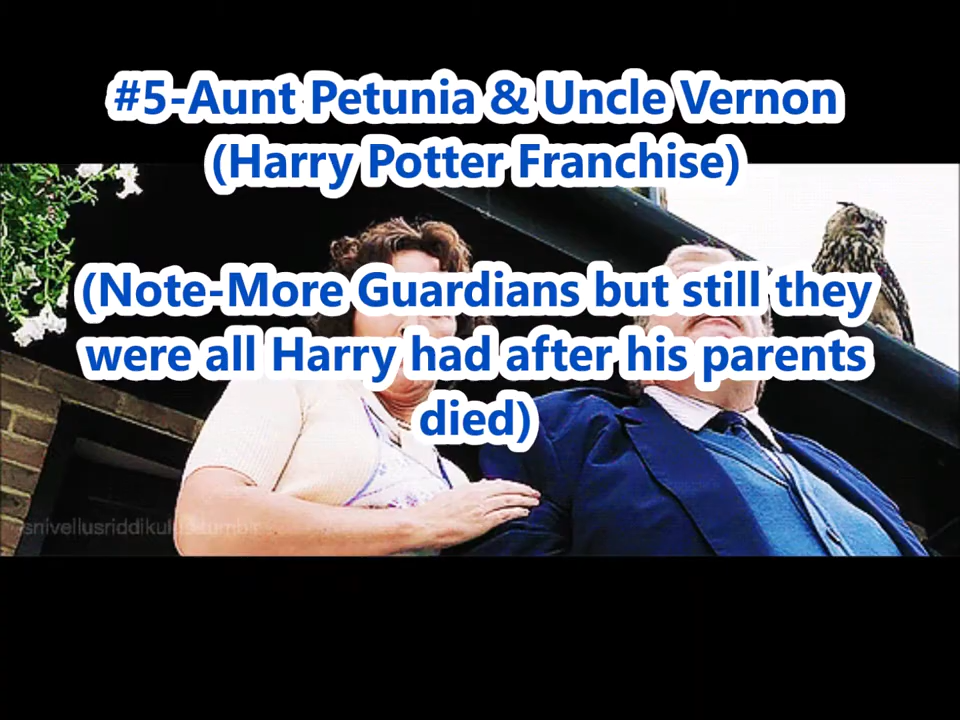 #5-Aunt Petunia & Uncle Vernon
(Harry Potter Franchise)
(Note-More Guardians but still they
were all Harry had after his parents
died)